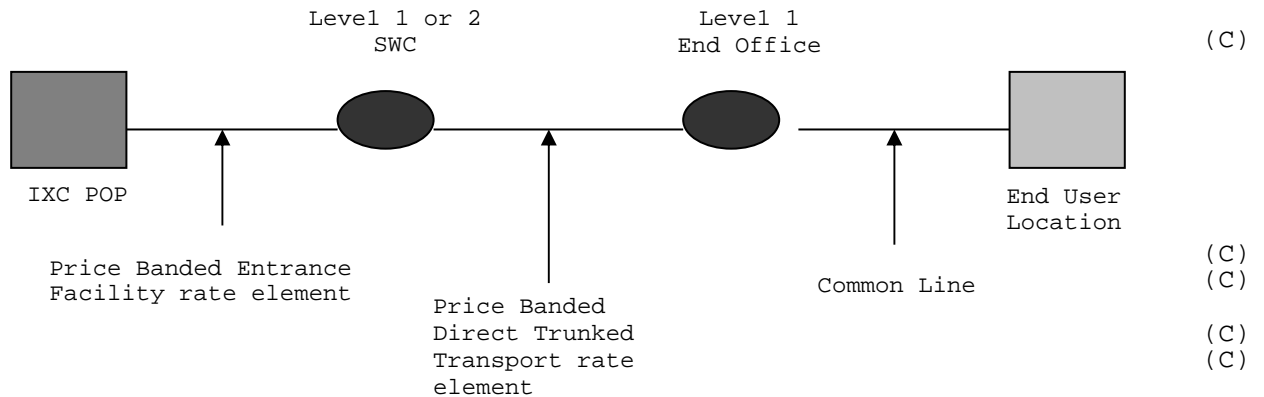 Level 1 or 2
SWC
Level 1
End Office
(C)
IXC POP
End User
Location
Price Banded Entrance
Facility rate element
Price Banded
Direct Trunked
Transport rate
element
Common Line
(C)
(C)
(C)
(C)